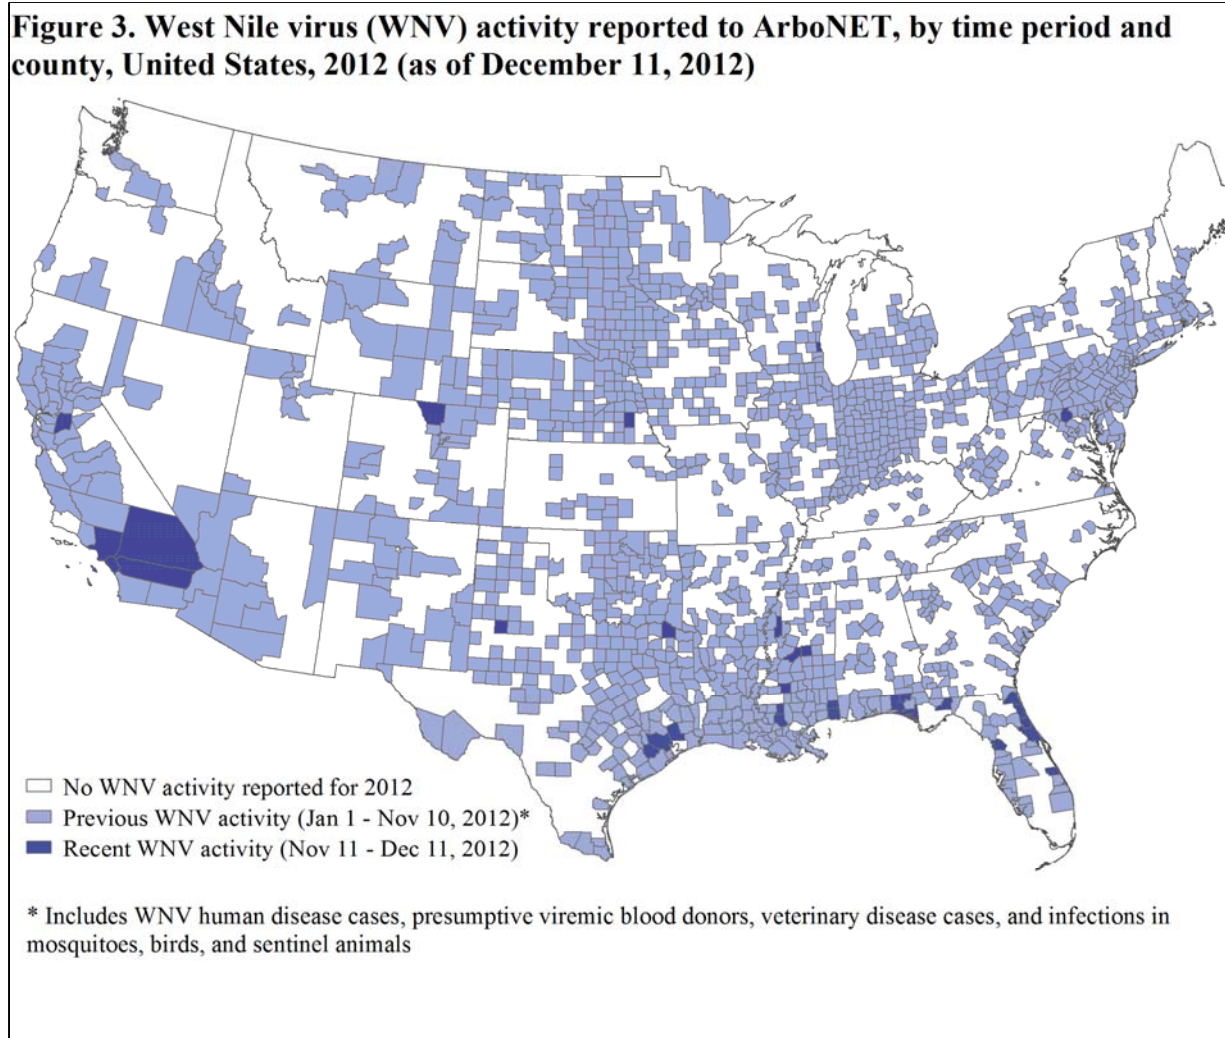 Figure 3. West Nile virus (WNV) activity reported to ArboNET, by time period and
county, United States, 2012 (as of December 11, 2012)
No WNV activity reported for 2012
Previous WNV activity (Jan 1 - Nov 10, 2012)*
Recent WNV activity (Nov 11 - Dec 11, 2012)
* Includes WNV human disease cases, presumptive viremic blood donors, veterinary disease cases, and infections in
mosquitoes, birds, and sentinel animals